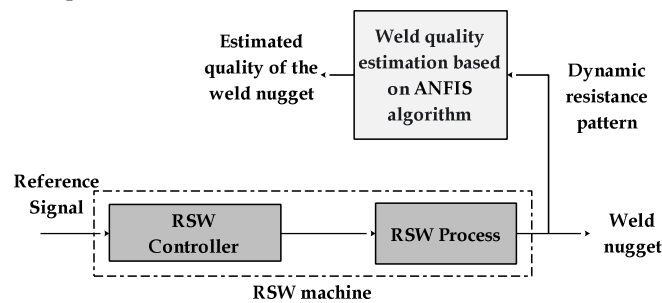 Estimated
quality of the
weld nugget
Weld quality
estimation based
on ANFIS
algorithm
Dynamic
resistance
pattern
Reference
Signal
RSW
Controller
RSW Process
Weld
nugget
RSW machine